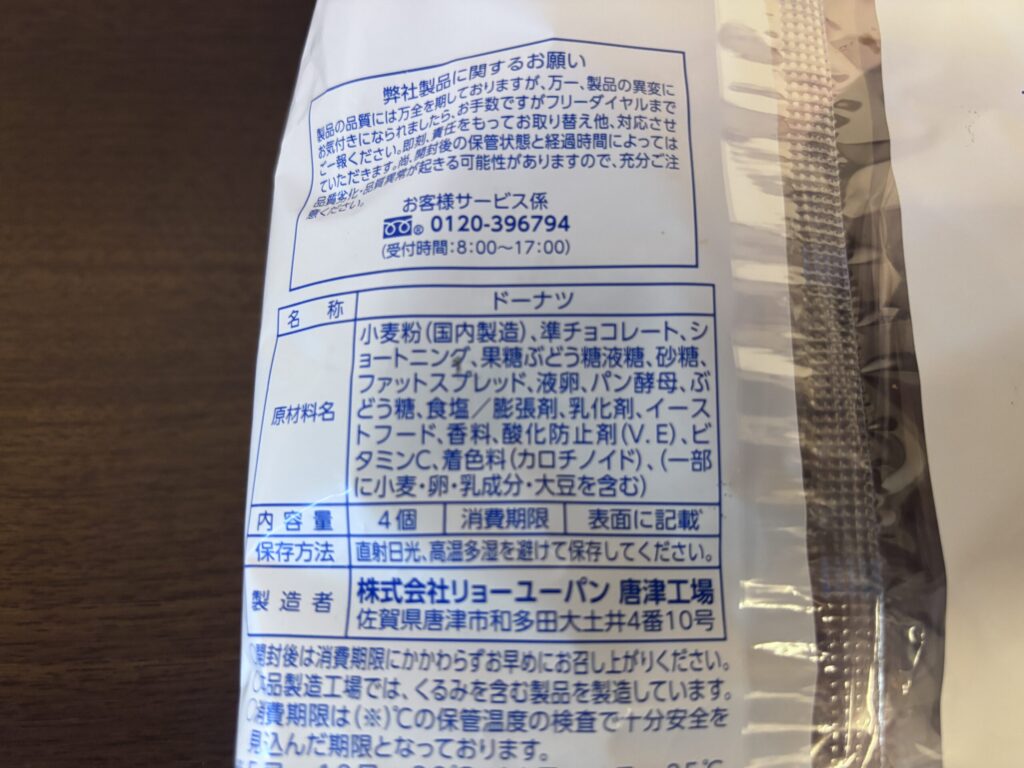 弊社製品に関するお願い
製品の品質には万全を期しておりますが、万一、製品の異変に
お気付きになられましたら、お手数ですがフリーダイヤルまで
ご一報ください。即刻、責任をもってお取り替え他、対応させ
ていただきます。尚、開封後の保管状態と経過時間によっては
品質劣化・品質異常が起きる可能性がありますので、充分ご注
意ください。
お客様サービス係
0120-396794
(受付時間:8:00〜17:00)
名称 ドーナツ
原材料名
小麦粉(国内製造)、準チョコレート、シ
ョートニング、果糖ぶどう糖液糖、砂糖、
ファットスプレッド、液卵、パン酵母、ぶ
どう糖、食塩/膨張剤、乳化剤、イース
トフード、香料、酸化防止剤(V.E)、ビ
タミンC、着色料(カロチノイド)、(一部
に小麦・卵・乳成分・大豆を含む)
内容量 4個 消費期限 表面に記載
保存方法 直射日光、高温多湿を避けて保存してください。
製造者
株式会社リョーユーパン 唐津工場
佐賀県唐津市和多田大土井4番10号
開封後は消費期限にかかわらずお早めにお召し上がりください。
品製造工場では、くるみを含む製品を製造しています。
消費期限は(※)℃の保管温度の検査で十分安全を
見込んだ期限となっております。